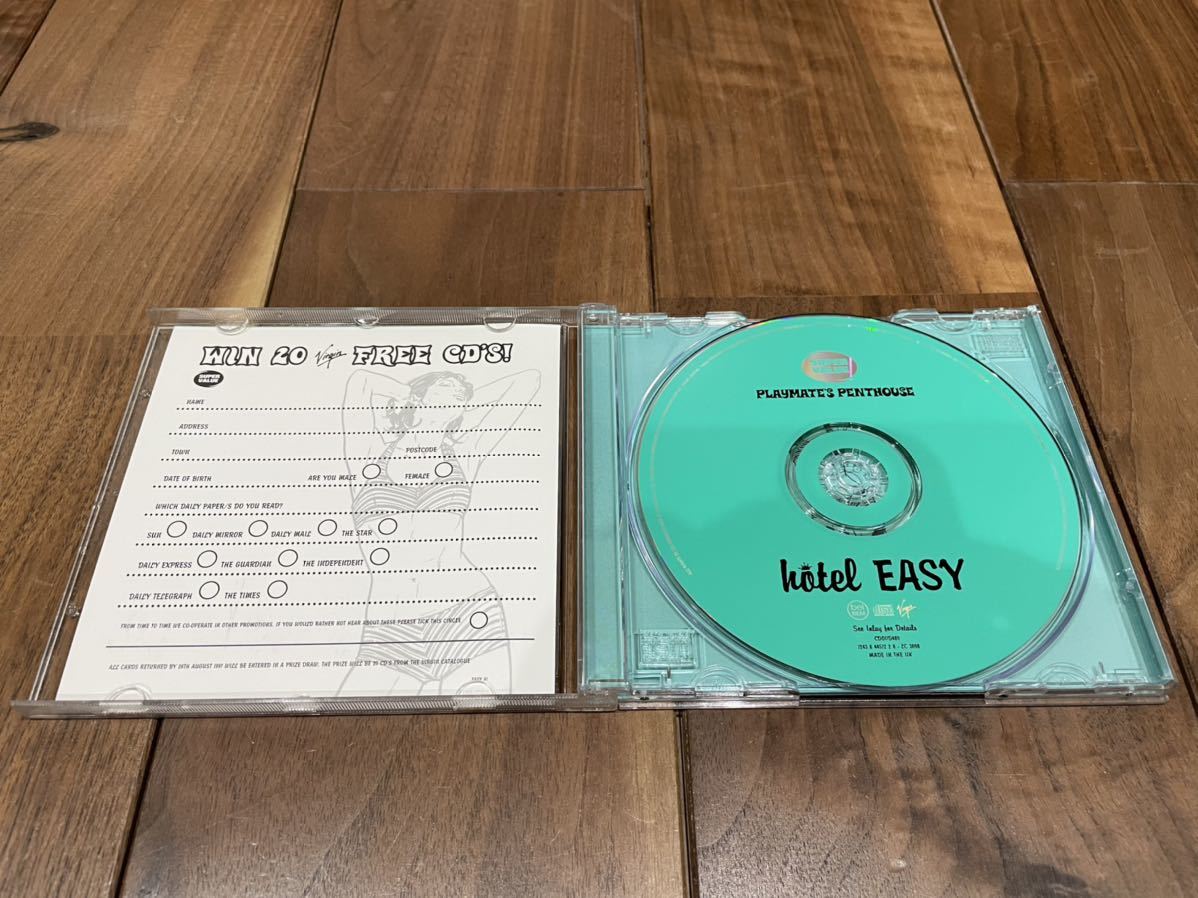 WIN 20 Virgin FREE CD'S!
SUPER VALUE
NAME
ADDRESS
TOWN POSTCODE
DATE OF BIRTH ARE YOU MALE FEMALE
WHICH DAILY PAPER/S DO YOU READ?
SUN DAILY MIRROR DAILY MAIL THE STAR
DAILY EXPRESS THE GUARDIAN THE INDEPENDENT
DAILY TELEGRAPH THE TIMES
FROM TIME TO TIME WE CO-OPERATE IN OTHER PROMOTIONS. IF YOU WOULD RATHER NOT HEAR ABOUT THESE PLEASE TICK THIS CIRCLE
ALL CARDS RETURNED BY 19TH AUGUST 1997 WILL BE ENTERED IN A PRIZE DRAW. THE PRIZE WILL BE 20 CD'S FROM THE VIRGIN CATALOGUE
PLAYMATE'S PENTHOUSE
hôtel EASY
disc
Virgin
See Inlay for Details
MADE IN THE UK